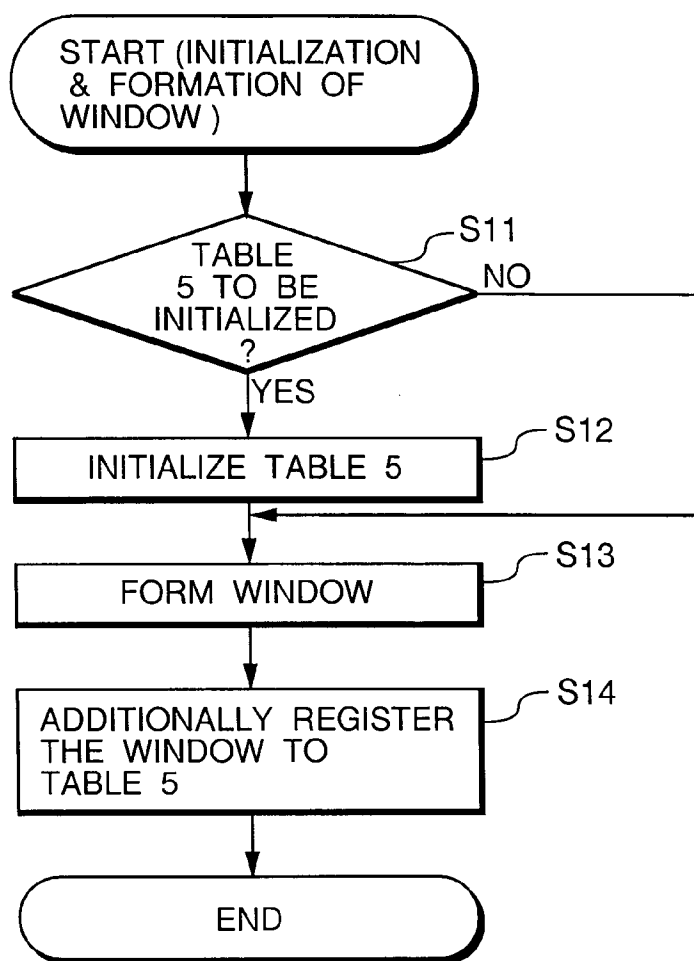 START (INITIALIZATION
& FORMATION OF
WINDOW)
S11
TABLE
5 TO BE
INITIALIZED
?
NO
YES
S12
INITIALIZE TABLE 5
S13
FORM WINDOW
S14
ADDITIONALLY REGISTER
THE WINDOW TO
TABLE 5
END